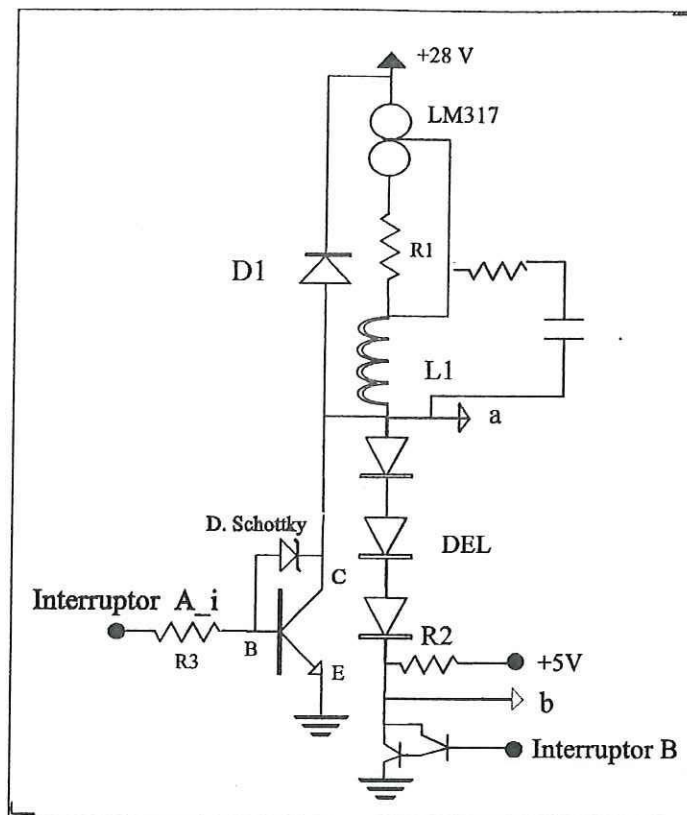 +28 V
LM317
R1
D1
L1
a
D. Schottky
DEL
C
Interruptor A_i
R2
+5V
R3
B
E
b
Interruptor B